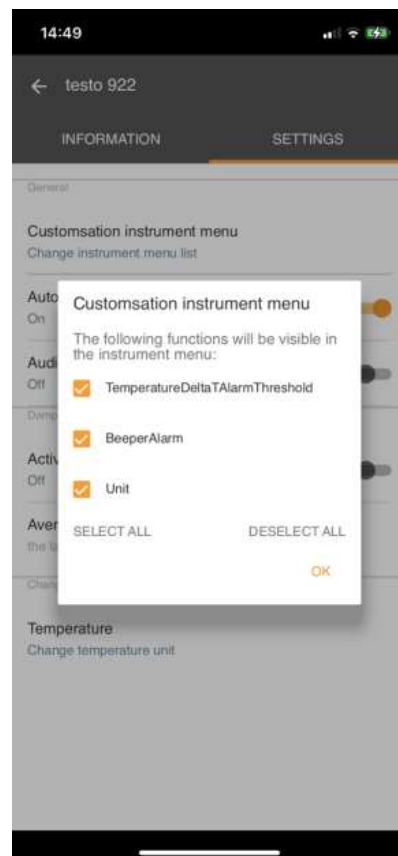 14:49
testo 922
INFORMATION
SETTINGS
General
Customsation instrument menu
Change instrument menu list
Auto
On
Customsation instrument menu
The following functions will be visible in
the instrument menu:
Audi
Off
TemperatureDeltaTAlarmThreshold
BeeperAlarm
Activ
Off
Unit
Aver
SELECT ALL
DESELECT ALL
OK
Temperature
Change temperature unit